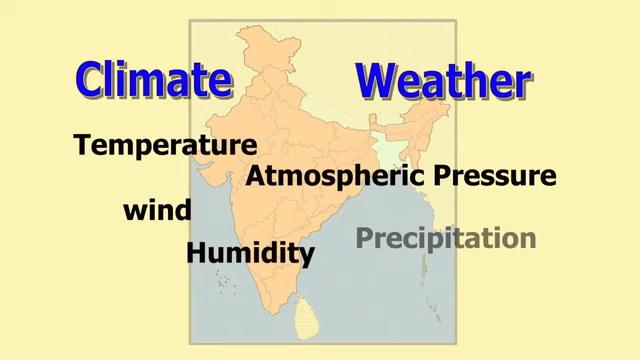 Climate
Weather
Temperature
Atmospheric Pressure
wind
Precipitation
Humidity